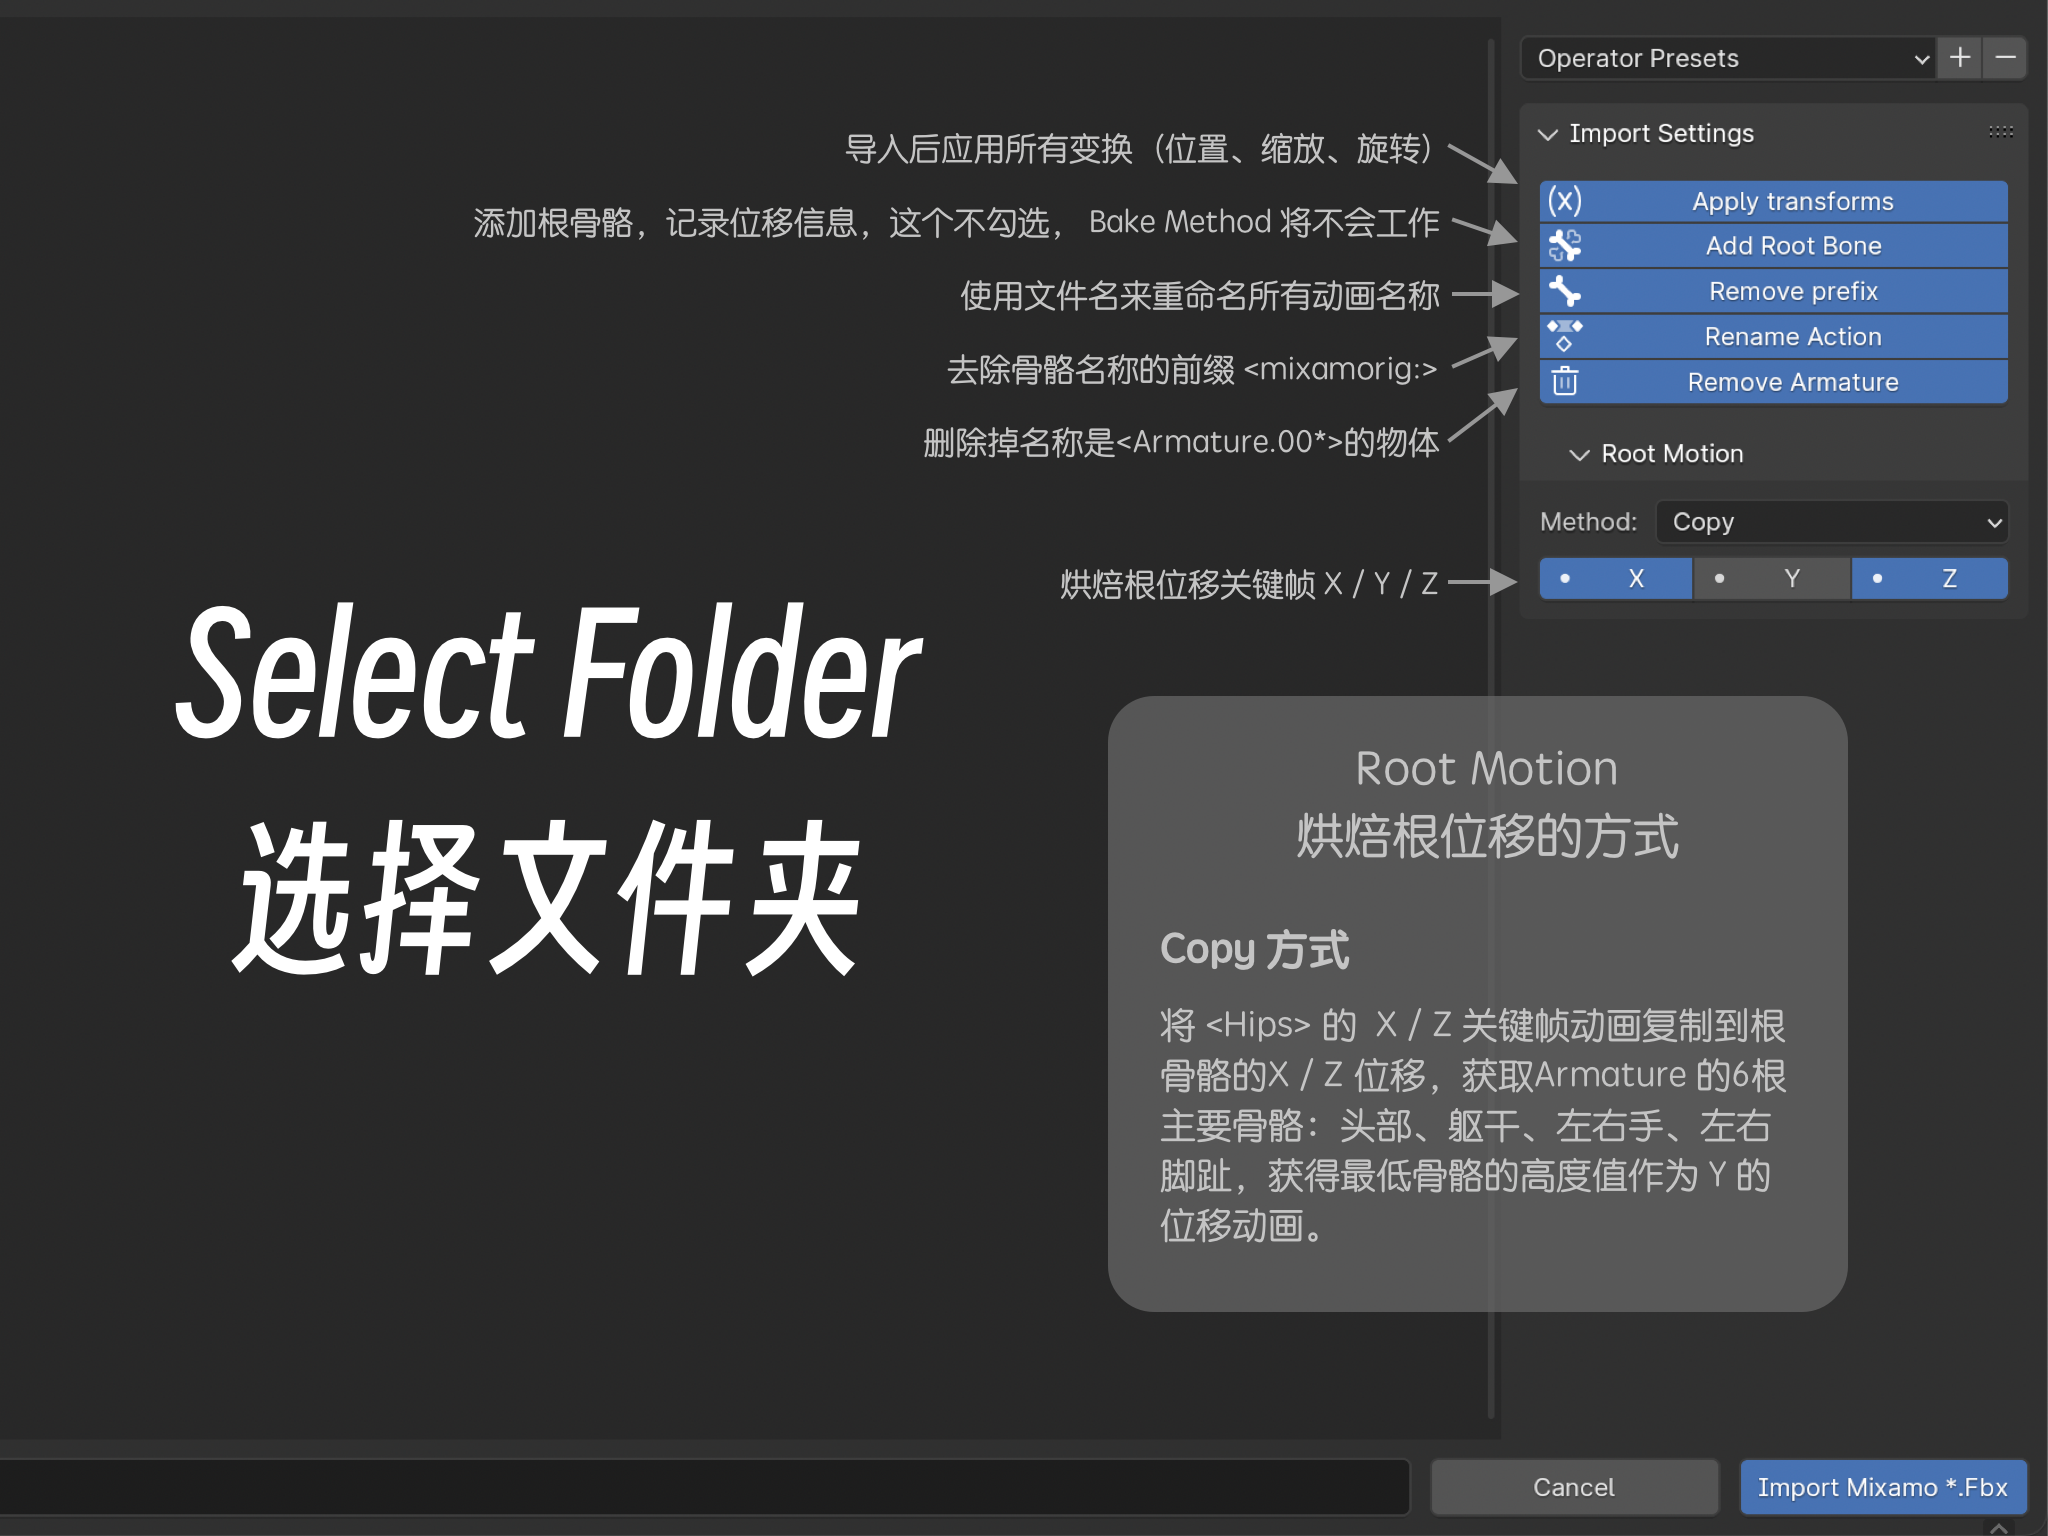 Operator Presets
Import Settings
导入后应用所有变换（位置、缩放、旋转）
Apply transforms
添加根骨骼，记录位移信息，这个不勾选， Bake Method 将不会工作
Add Root Bone
使用文件名来重命名所有动画名称
Remove prefix
去除骨骼名称的前缀 <mixamorig:>
Rename Action
删除掉名称是<Armature.00*>的物体
Remove Armature
Root Motion
Method: Copy
烘焙根位移关键帧 X / Y / Z
X Y Z
Select Folder
选择文件夹
Root Motion
烘焙根位移的方式
Copy 方式
将 <Hips> 的 X / Z 关键帧动画复制到根
骨骼的X / Z 位移，获取Armature 的6根
主要骨骼：头部、躯干、左右手、左右
脚趾，获得最低骨骼的高度值作为 Y 的
位移动画。
Cancel
Import Mixamo *.Fbx